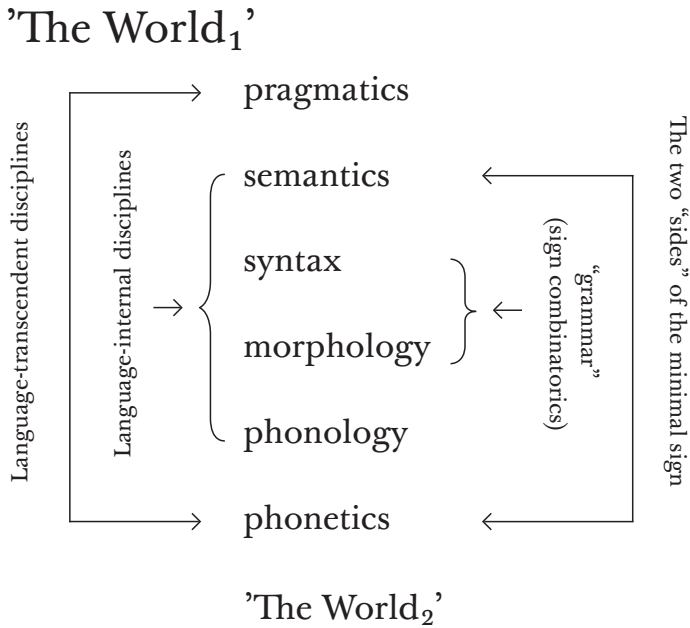 ’The World₁’
pragmatics
semantics
syntax
morphology
phonology
phonetics
’The World₂’
Language-transcendent disciplines
Language-internal disciplines
“grammar”
(sign combinatorics)
The two “sides” of the minimal sign